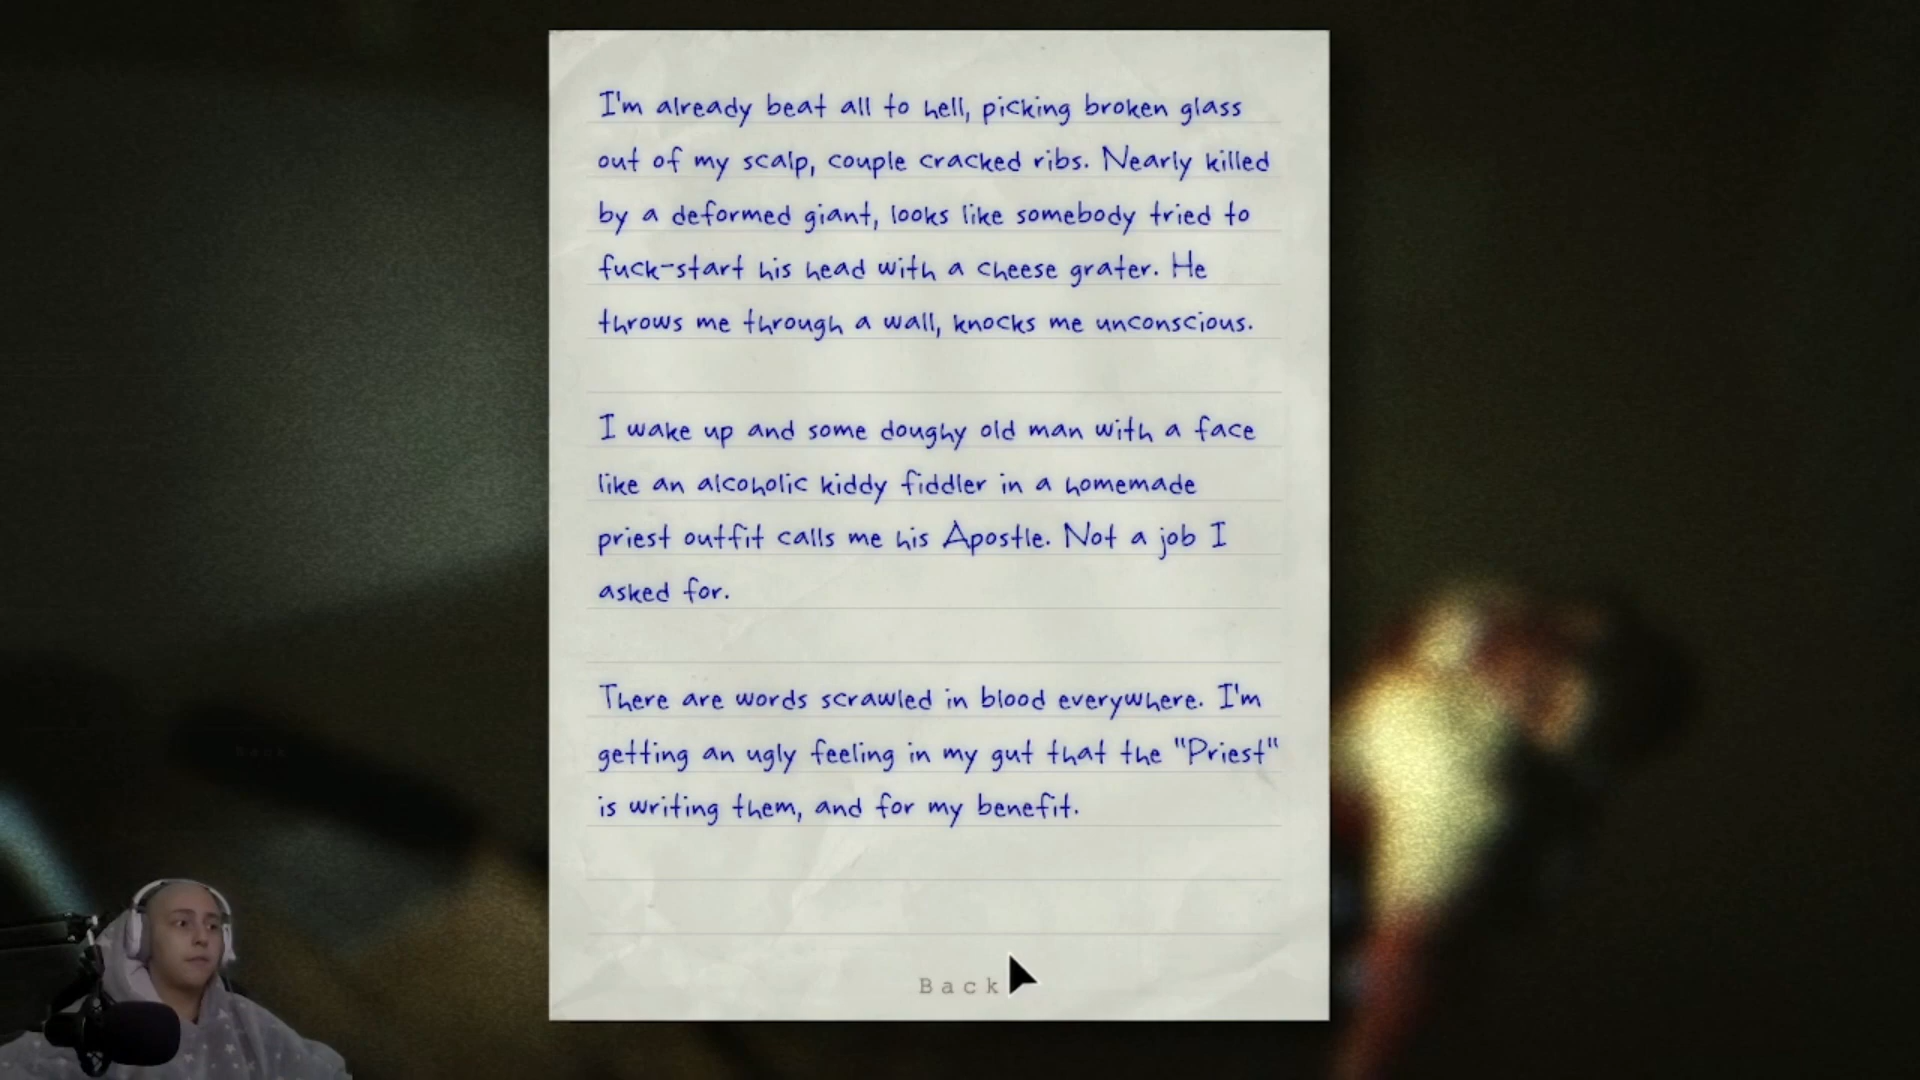 I'm already beat all to hell, picking broken glass
out of my scalp, couple cracked ribs. Nearly killed
by a deformed giant, looks like somebody tried to
fuck-start his head with a cheese grater. He
throws me through a wall, knocks me unconscious.
I wake up and some doughy old man with a face
like an alcoholic kiddy fiddler in a homemade
priest outfit calls me his Apostle. Not a job I
asked for.
There are words scrawled in blood everywhere. I'm
getting an ugly feeling in my gut that the "Priest"
is writing them, and for my benefit.
Back
Back